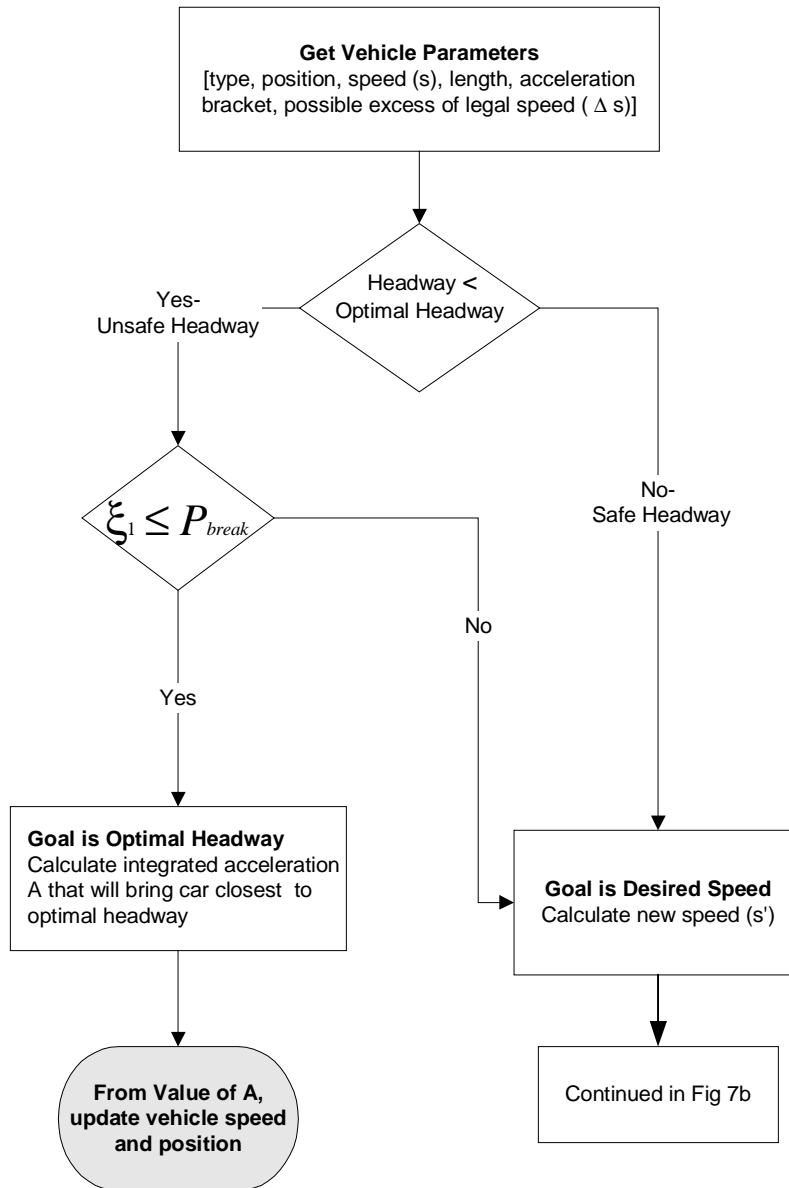 Get Vehicle Parameters
[type, position, speed (s), length, acceleration
bracket, possible excess of legal speed ( Δ s)]
Headway <
Optimal Headway
Yes-
Unsafe Headway
No-
Safe Headway
ξ1 ≤ Pbreak
No
Yes
Goal is Optimal Headway
Calculate integrated acceleration
A that will bring car closest to
optimal headway
Goal is Desired Speed
Calculate new speed (s')
From Value of A,
update vehicle speed
and position
Continued in Fig 7b